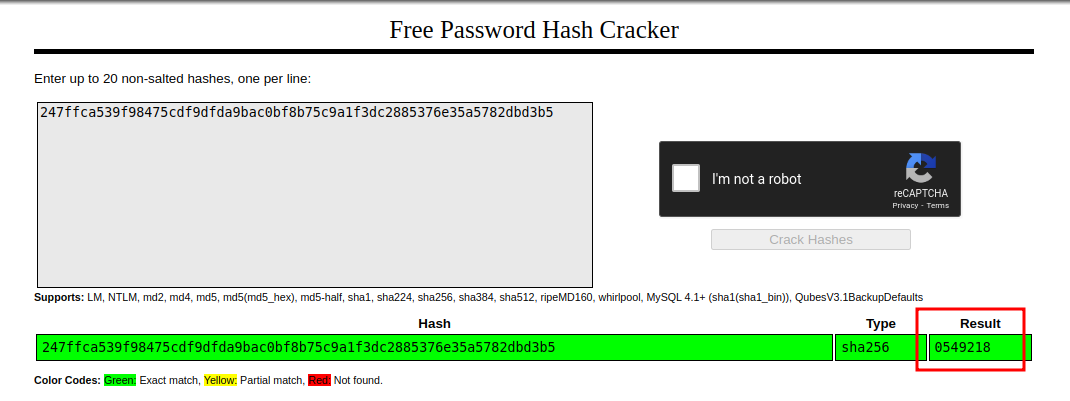 Free Password Hash Cracker
Enter up to 20 non-salted hashes, one per line:
247ffca539f98475cdf9dfda9bac0bf8b75c9a1f3dc2885376e35a5782dbd3b5
I'm not a robot
reCAPTCHA
Privacy - Terms
Crack Hashes
Supports: LM, NTLM, md2, md4, md5, md5(md5_hex), md5-half, sha1, sha224, sha256, sha384, sha512, ripeMD160, whirlpool, MySQL 4.1+ (sha1(sha1_bin)), QubesV3.1BackupDefaults
Hash Type Result
247ffca539f98475cdf9dfda9bac0bf8b75c9a1f3dc2885376e35a5782dbd3b5 sha256 0549218
Color Codes: Green: Exact match, Yellow: Partial match, Red: Not found.